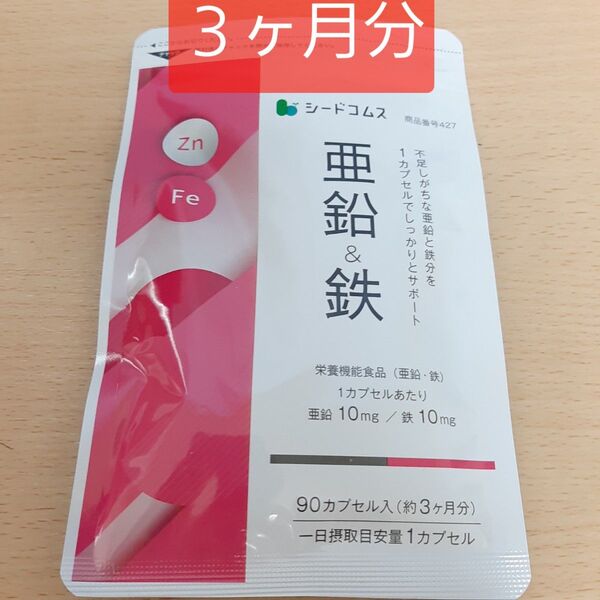 3ヶ月分
シードコムス
商品番号427
Zn
Fe
亜鉛
&
鉄
不足しがちな亜鉛と鉄分を
1カプセルでしっかりとサポート
栄養機能食品（亜鉛・鉄）
1カプセルあたり
亜鉛 10mg ／ 鉄 10mg
90カプセル入（約3ヶ月分）
一日摂取目安量1カプセル